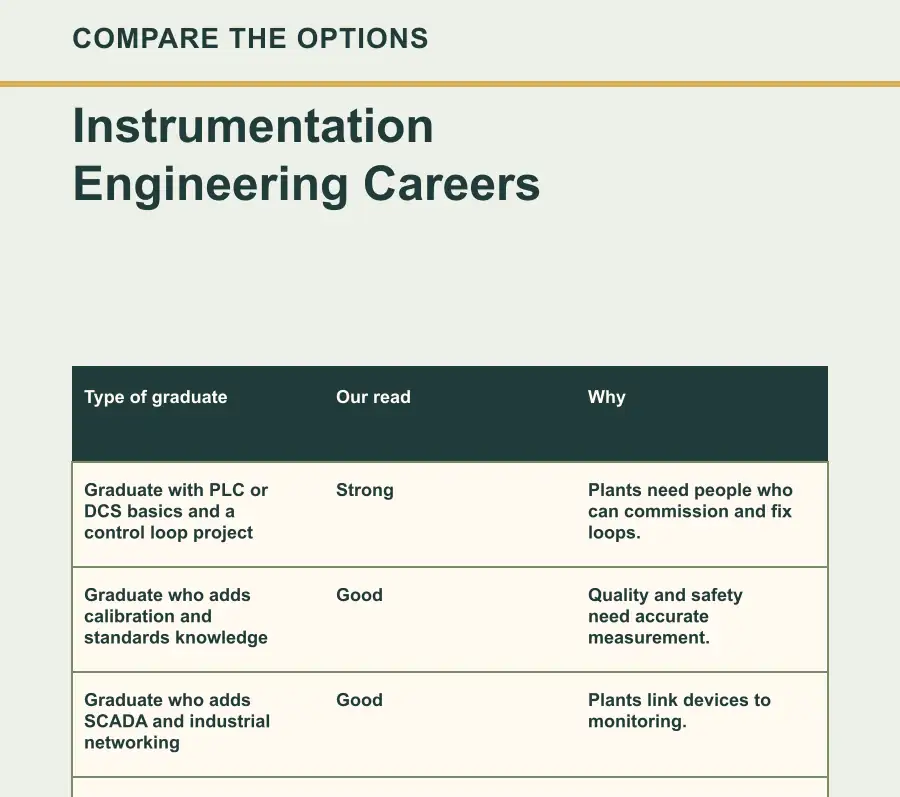 COMPARE THE OPTIONS
Instrumentation
Engineering Careers
Type of graduate
Our read
Why
Graduate with PLC or
DCS basics and a
control loop project
Strong
Plants need people who
can commission and fix
loops.
Graduate who adds
calibration and
standards knowledge
Good
Quality and safety
need accurate
measurement.
Graduate who adds
SCADA and industrial
networking
Good
Plants link devices to
monitoring.